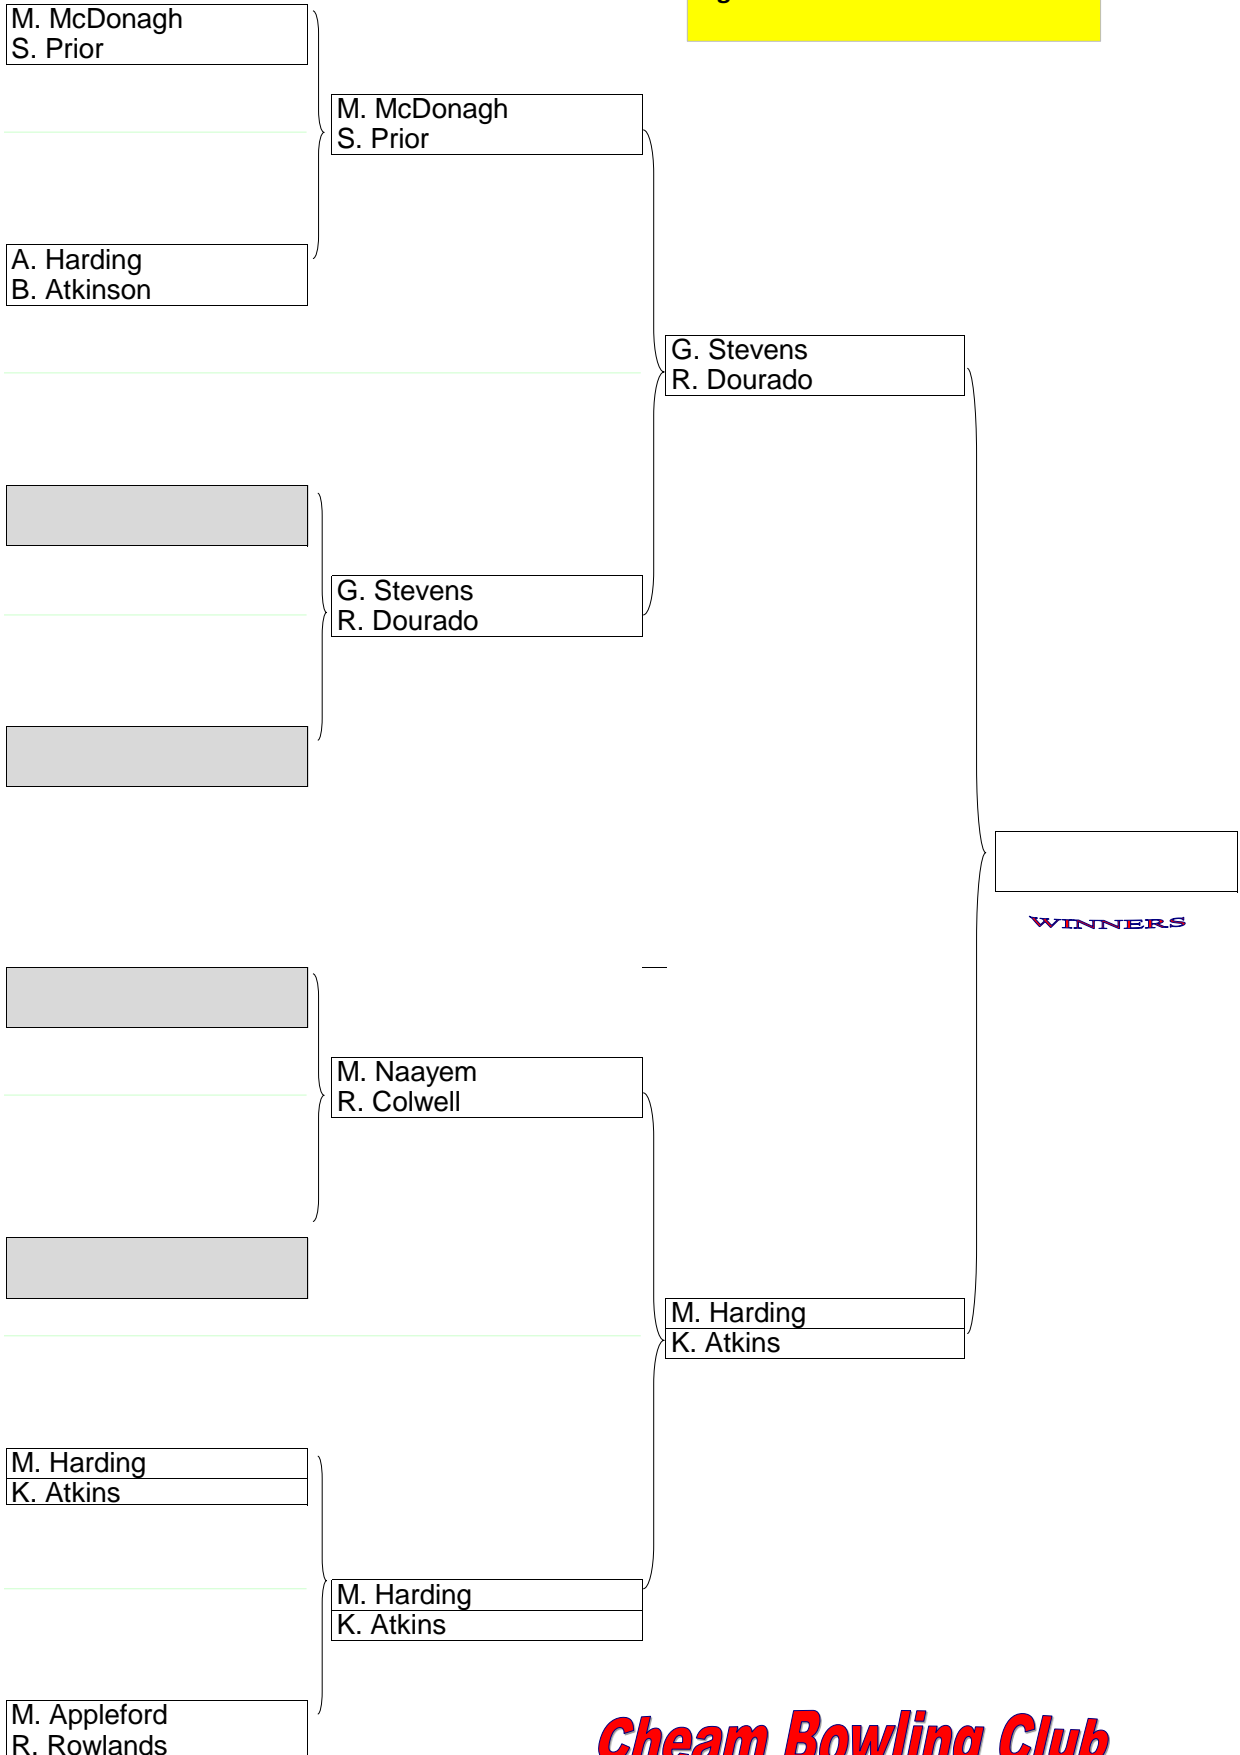 M. McDonagh
S. Prior
M. McDonagh
S. Prior
A. Harding
B. Atkinson
G. Stevens
R. Dourado
G. Stevens
R. Dourado
WINNERS
M. Naayem
R. Colwell
M. Harding
K. Atkins
M. Harding
K. Atkins
M. Harding
K. Atkins
M. Appleford
R. Rowlands
Cheam Bowling Club